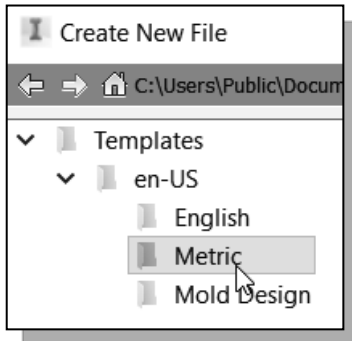 Create New File
C:\Users\Public\Docum
Templates
en-US
English
Metric
Mold Design